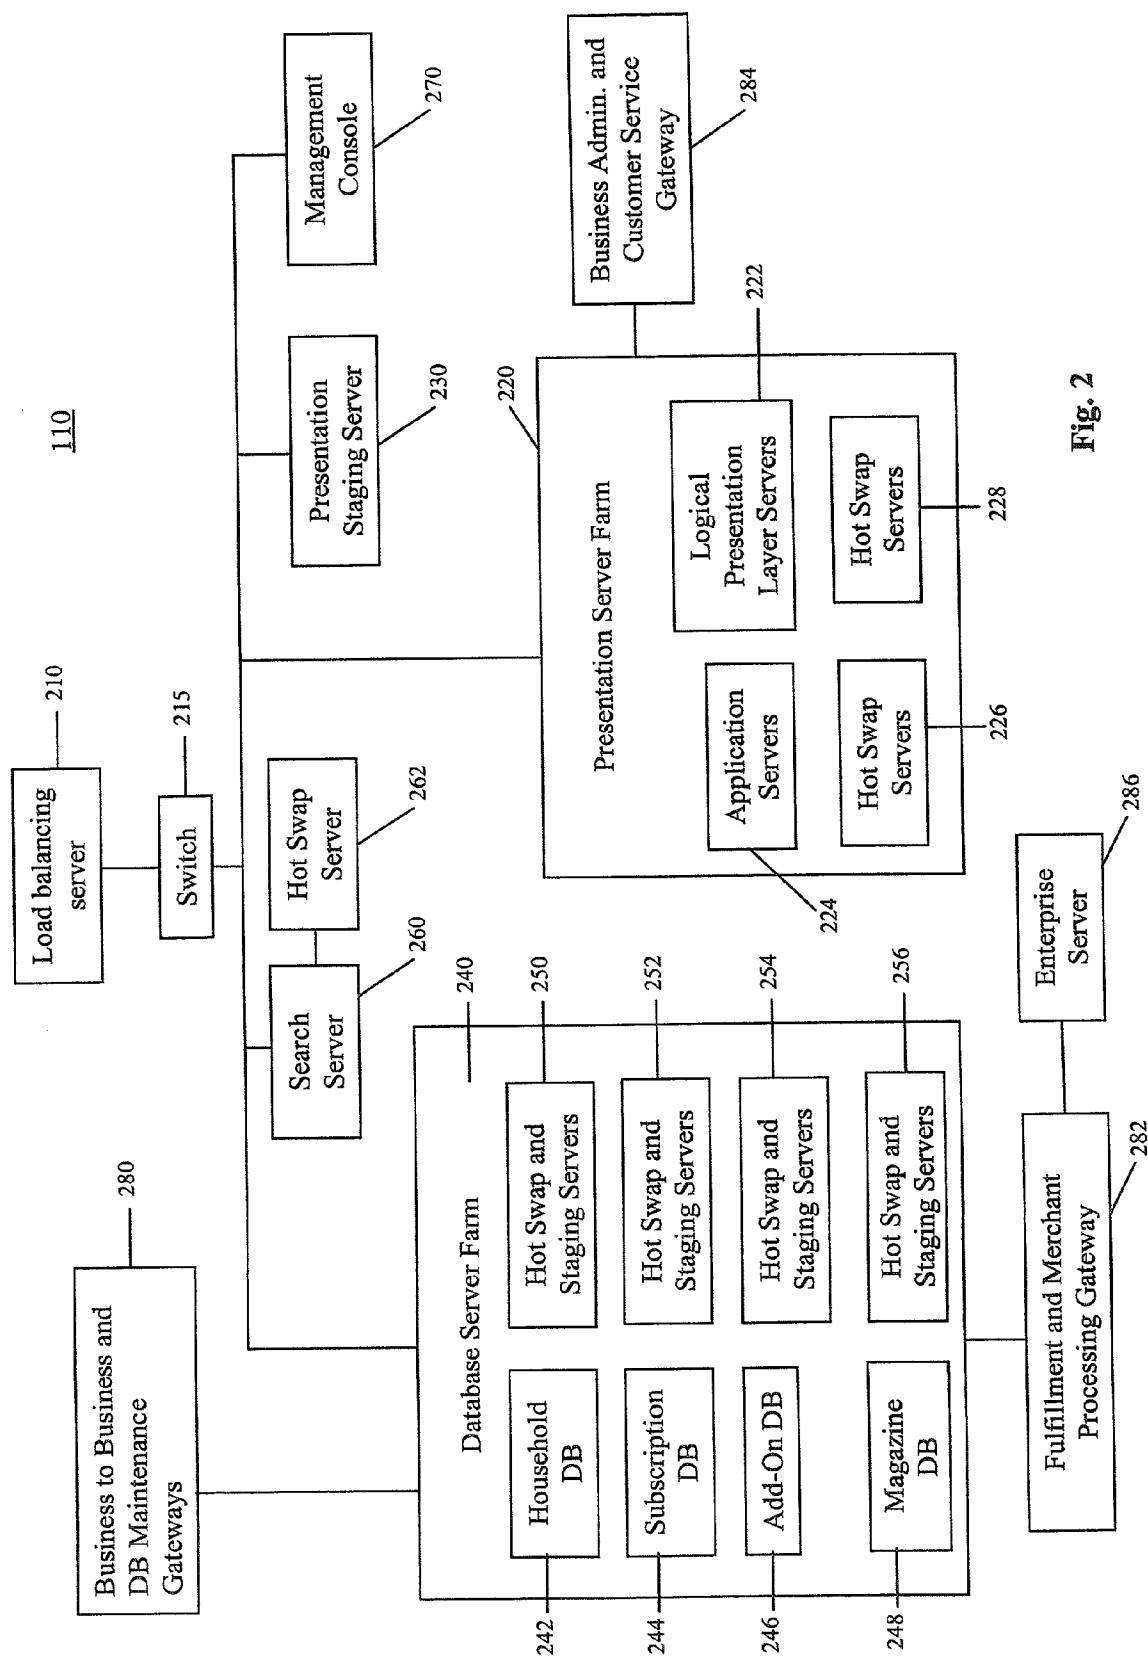 110
Load balancing
server
210
Switch
215
Business to Business and
DB Maintenance
Gateways
280
Search
Server
260
Hot Swap
Server
262
Presentation
Staging Server
230
Management
Console
270
Database Server Farm
240
Household
DB
242
Hot Swap and
Staging Servers
250
Subscription
DB
244
Hot Swap and
Staging Servers
252
Add-On DB
246
Hot Swap and
Staging Servers
254
Magazine
DB
248
Hot Swap and
Staging Servers
256
Presentation Server Farm
220
Application
Servers
224
Logical
Presentation
Layer Servers
222
Hot Swap
Servers
226
Hot Swap
Servers
228
Business Admin. and
Customer Service
Gateway
284
Fulfillment and Merchant
Processing Gateway
282
Enterprise
Server
286
Fig. 2